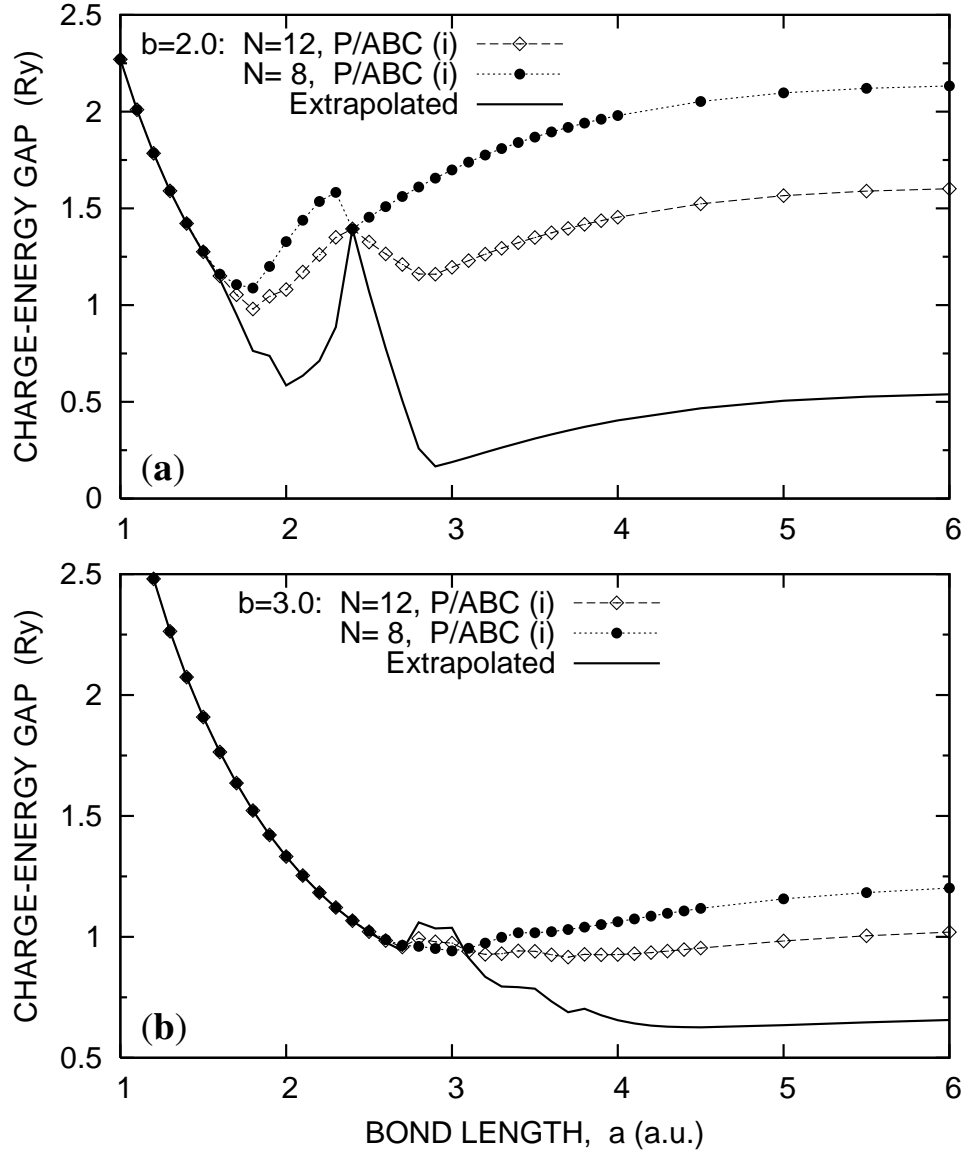 2.5
b=2.0: N=12, P/ABC (i)
N= 8, P/ABC (i)
Extrapolated
2
1.5
1
0.5
0
CHARGE-ENERGY GAP (Ry)
(a)
1 2 3 4 5 6
2.5
b=3.0: N=12, P/ABC (i)
N= 8, P/ABC (i)
Extrapolated
2
1.5
1
0.5
CHARGE-ENERGY GAP (Ry)
(b)
1 2 3 4 5 6
BOND LENGTH, a (a.u.)